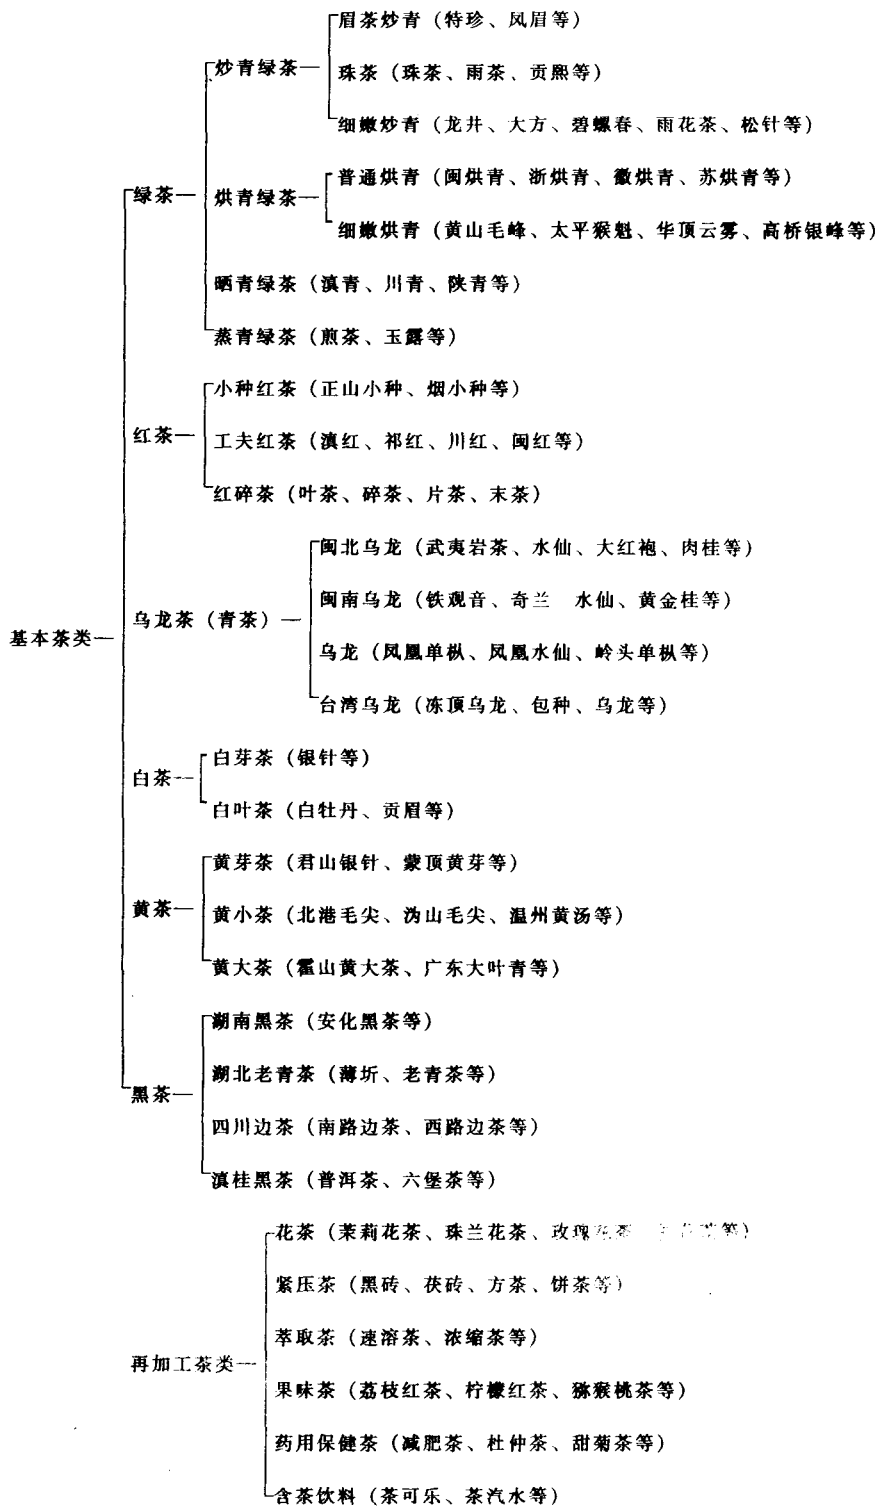 眉茶炒青（特珍、凤眉等）
炒青绿茶
珠茶（珠茶、雨茶、贡熙等）
细嫩炒青（龙井、大方、碧螺春、雨花茶、松针等）
普通烘青（闽烘青、浙烘青、徽烘青、苏烘青等）
绿茶
烘青绿茶
细嫩烘青（黄山毛峰、太平猴魁、华顶云雾、高桥银峰等）
晒青绿茶（滇青、川青、陕青等）
蒸青绿茶（煎茶、玉露等）
小种红茶（正山小种、烟小种等）
红茶
工夫红茶（滇红、祁红、川红、闽红等）
红碎茶（叶茶、碎茶、片茶、末茶）
闽北乌龙（武夷岩茶、水仙、大红袍、肉桂等）
闽南乌龙（铁观音、奇兰 水仙、黄金桂等）
乌龙茶（青茶）
基本茶类
乌龙（凤凰单枞、凤凰水仙、岭头单枞等）
台湾乌龙（冻顶乌龙、包种、乌龙等）
白芽茶（银针等）
白茶
白叶茶（白牡丹、贡眉等）
黄芽茶（君山银针、蒙顶黄芽等）
黄茶
黄小茶（北港毛尖、沩山毛尖、温州黄汤等）
黄大茶（霍山黄大茶、广东大叶青等）
湖南黑茶（安化黑茶等）
湖北老青茶（薄圻、老青茶等）
黑茶
四川边茶（南路边茶、西路边茶等）
滇桂黑茶（普洱茶、六堡茶等）
花茶（茉莉花茶、珠兰花茶、玫瑰花茶 等）
紧压茶（黑砖、茯砖、方茶、饼茶等）
萃取茶（速溶茶、浓缩茶等）
再加工茶类
果味茶（荔枝红茶、柠檬红茶、猕猴桃茶等）
药用保健茶（减肥茶、杜仲茶、甜菊茶等）
含茶饮料（茶可乐、茶汽水等）